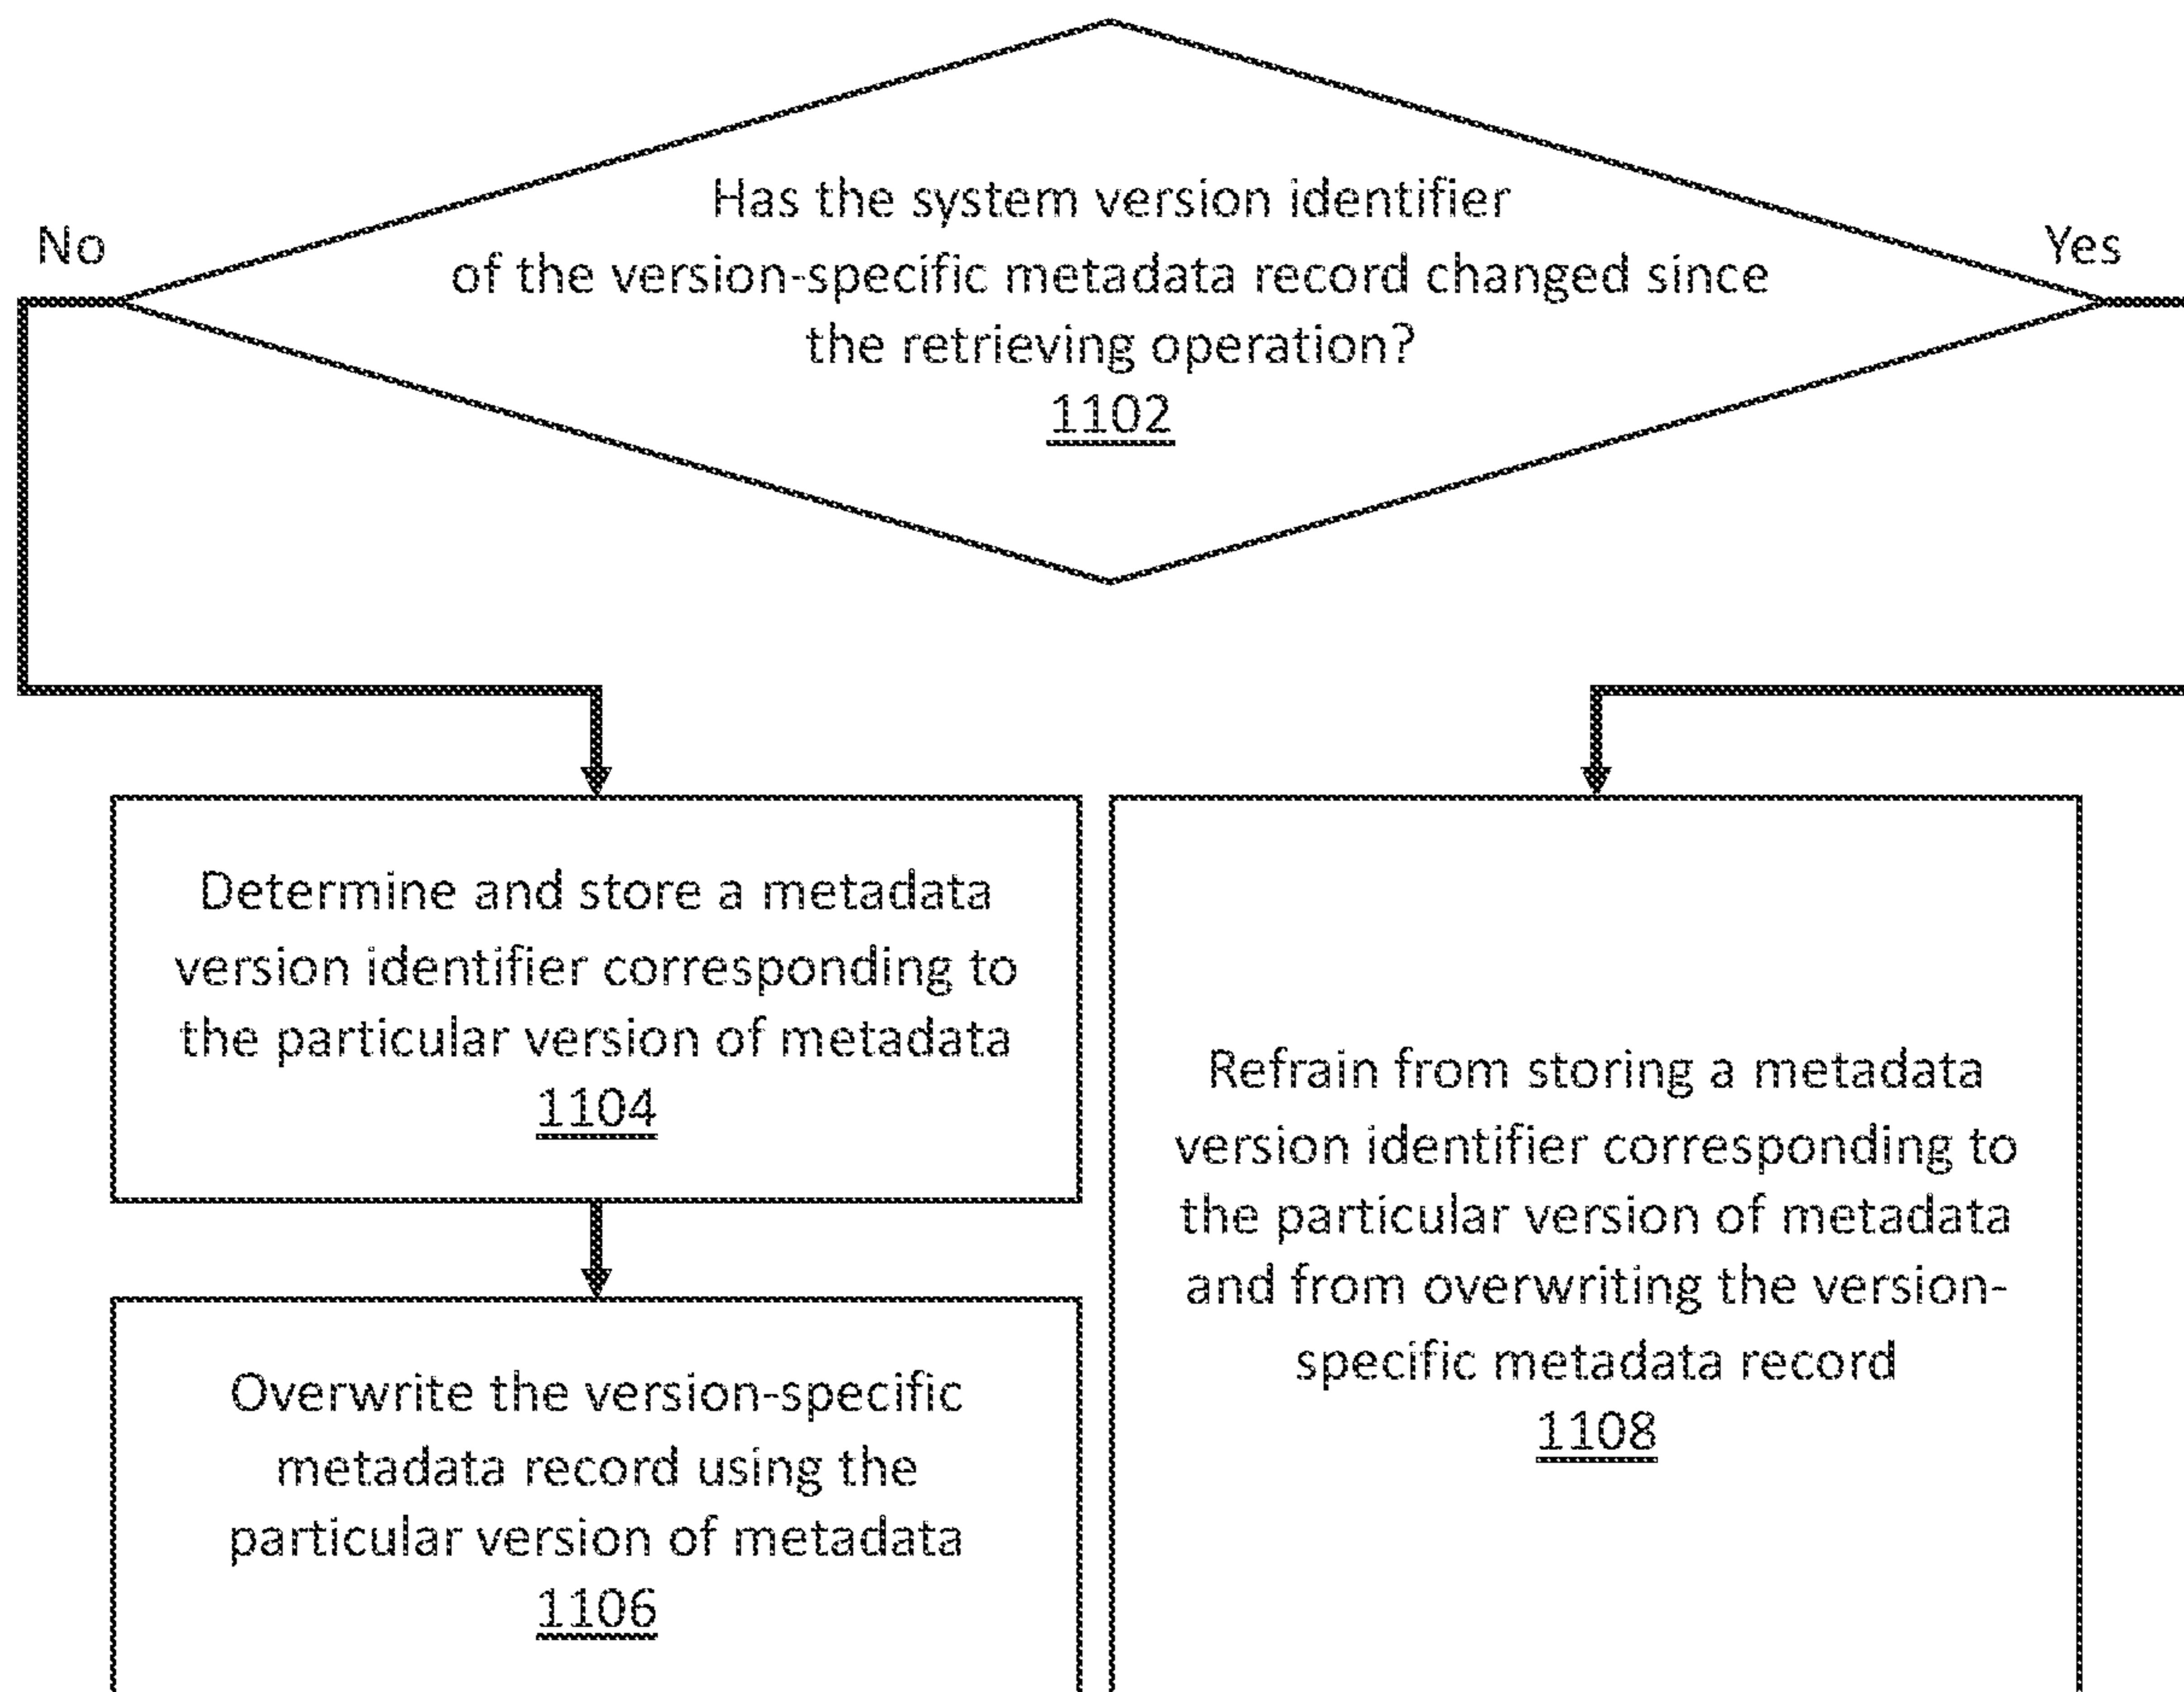 Has the system version identifier
of the version-specific metadata record changed since
the retrieving operation?
1102
No
Yes
Determine and store a metadata
version identifier corresponding to
the particular version of metadata
1104
Overwrite the version-specific
metadata record using the
particular version of metadata
1106
Refrain from storing a metadata
version identifier corresponding to
the particular version of metadata
and from overwriting the version-
specific metadata record
1108